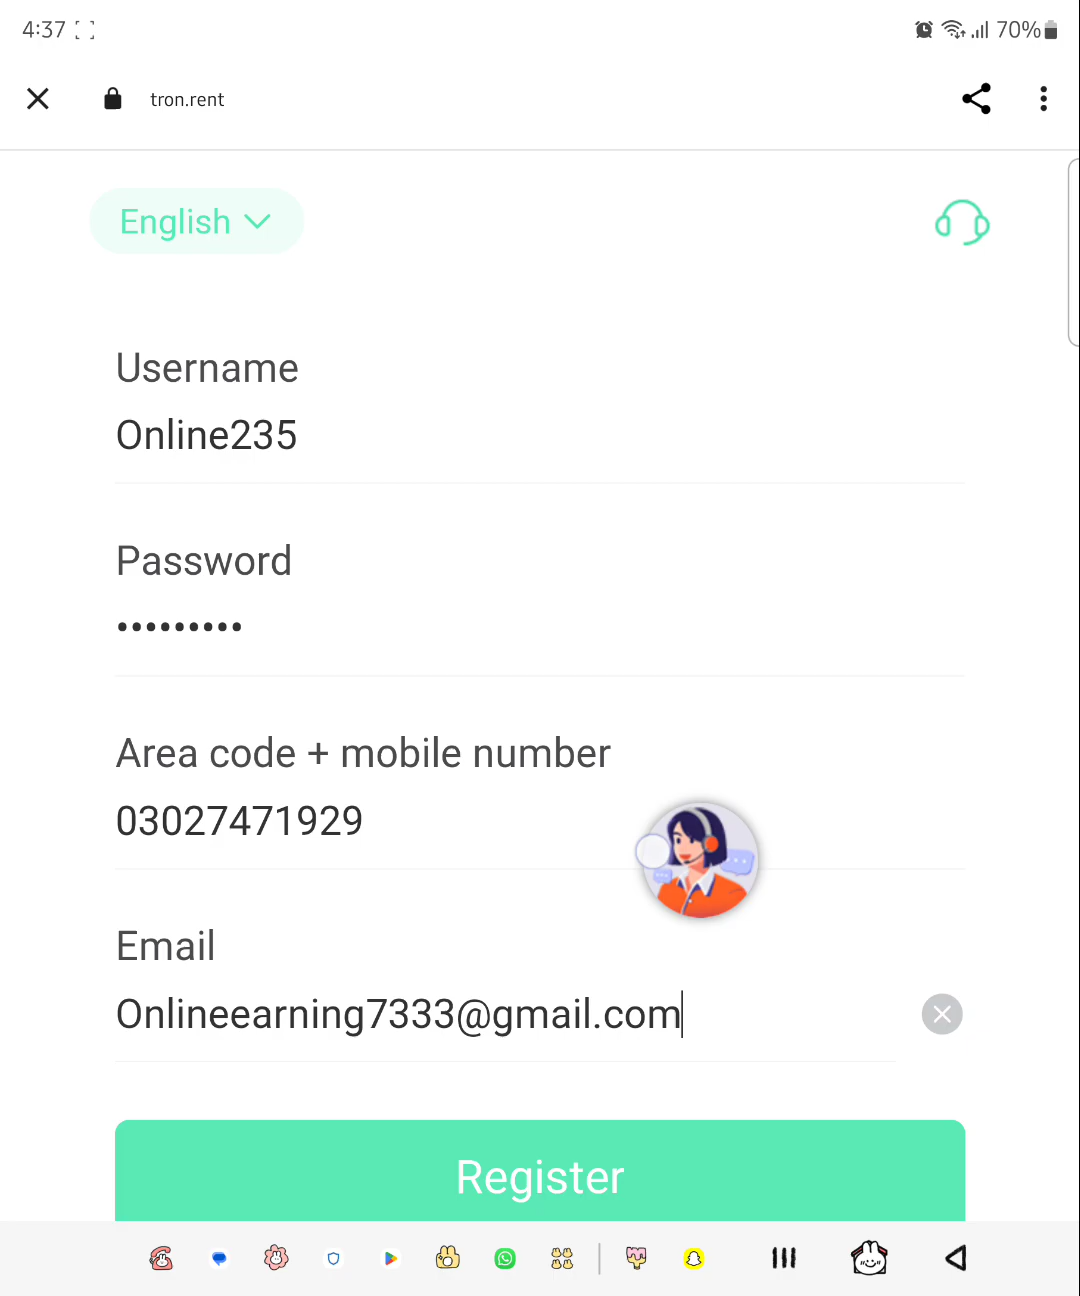 4:37
70%
tron.rent
English
Username
Online235
Password
•••••••••
Area code + mobile number
03027471929
Email
Onlineearning7333@gmail.com
Register